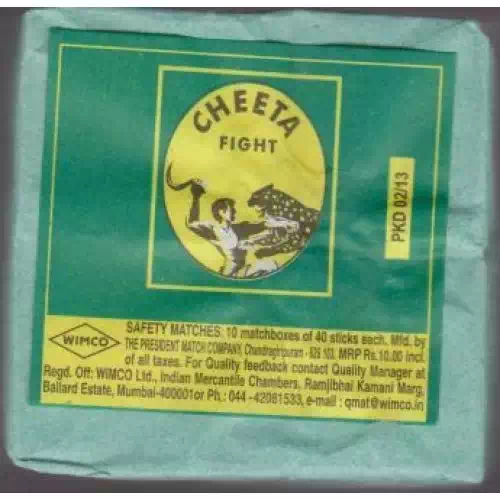 CHEETA
FIGHT
PKD 02/13
WIMCO
SAFETY MATCHES: 10 matchboxes of 40 sticks each. Mfd. by
THE PRESIDENT MATCH COMPANY, Chandragiripuram - 626 103. MRP Rs.10.00 incl.
of all taxes. For Quality feedback contact Quality Manager at
Regd. Off: WIMCO Ltd., Indian Mercantile Chambers, Ramjibhai Kamani Marg,
Ballard Estate, Mumbai-400001or Ph.: 044 -42081533, e-mail : qmat@wimco.in